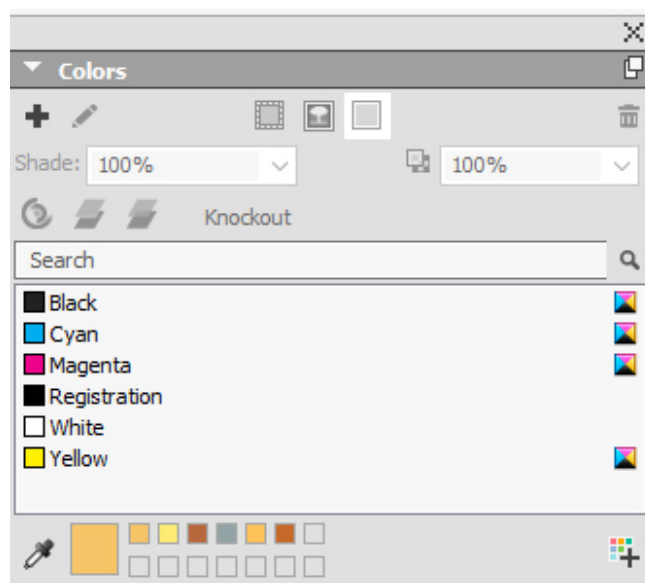 Colors
Shade: 100% 100%
Knockout
Search
Black
Cyan
Magenta
Registration
White
Yellow